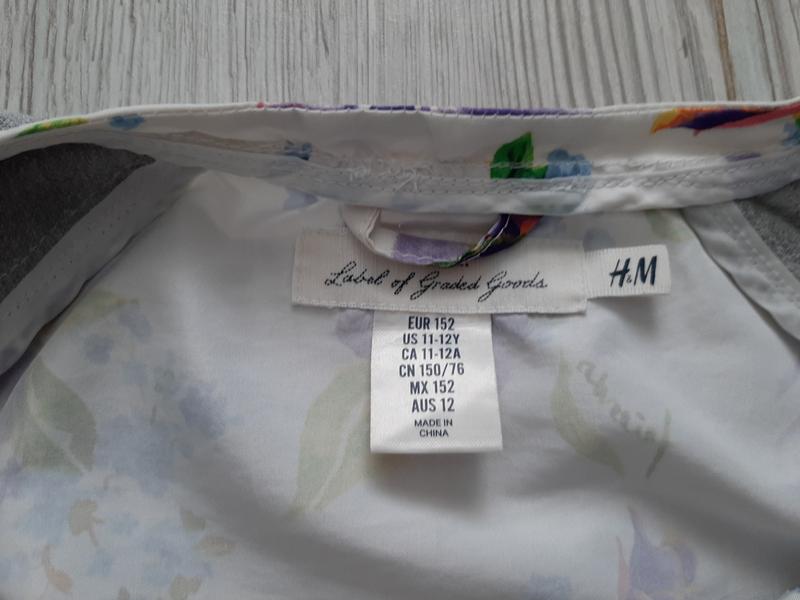 Label of Graded Goods
H&M
EUR 152
US 11-12Y
CA 11-12A
CN 150/76
MX 152
AUS 12
MADE IN
CHINA